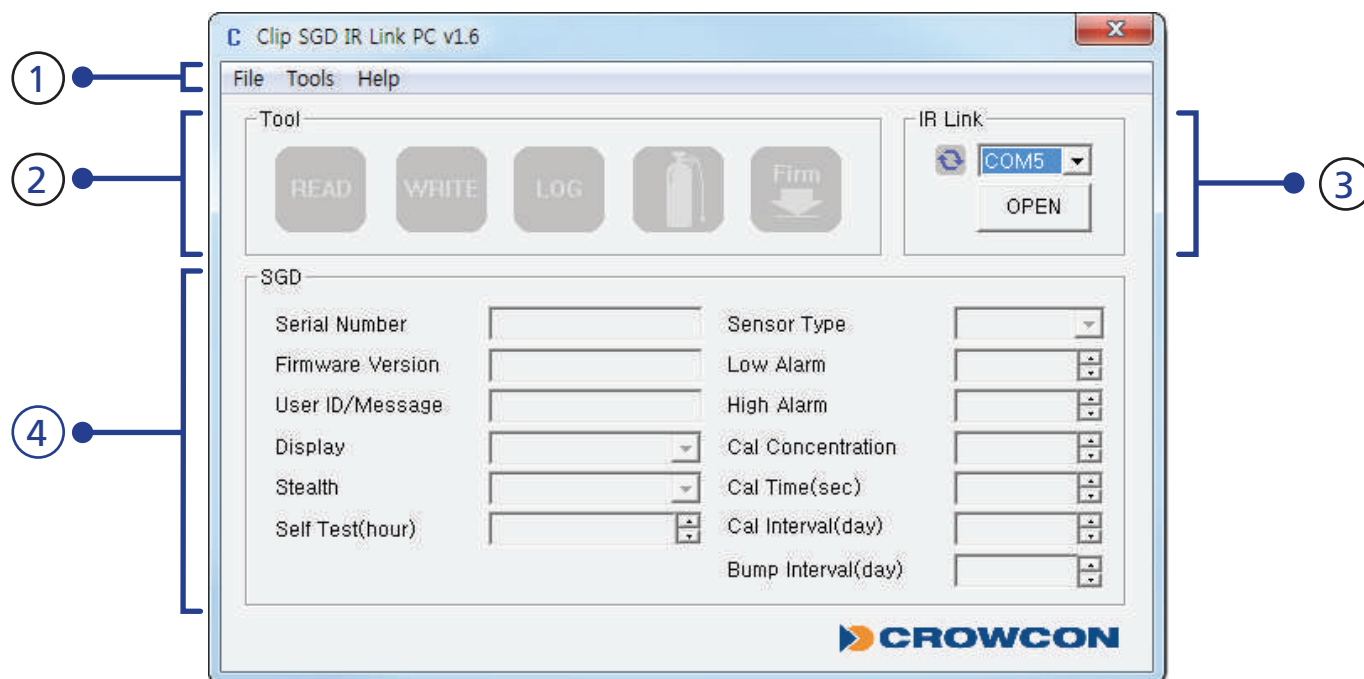 C Clip SGD IR Link PC v1.6
X
1
File Tools Help
2
Tool
READ WRITE LOG Firm
IR Link
COM5
OPEN
3
4
SGD
Serial Number
Firmware Version
User ID/Message
Display
Stealth
Self Test(hour)
Sensor Type
Low Alarm
High Alarm
Cal Concentration
Cal Time(sec)
Cal Interval(day)
Bump Interval(day)
CROWCON